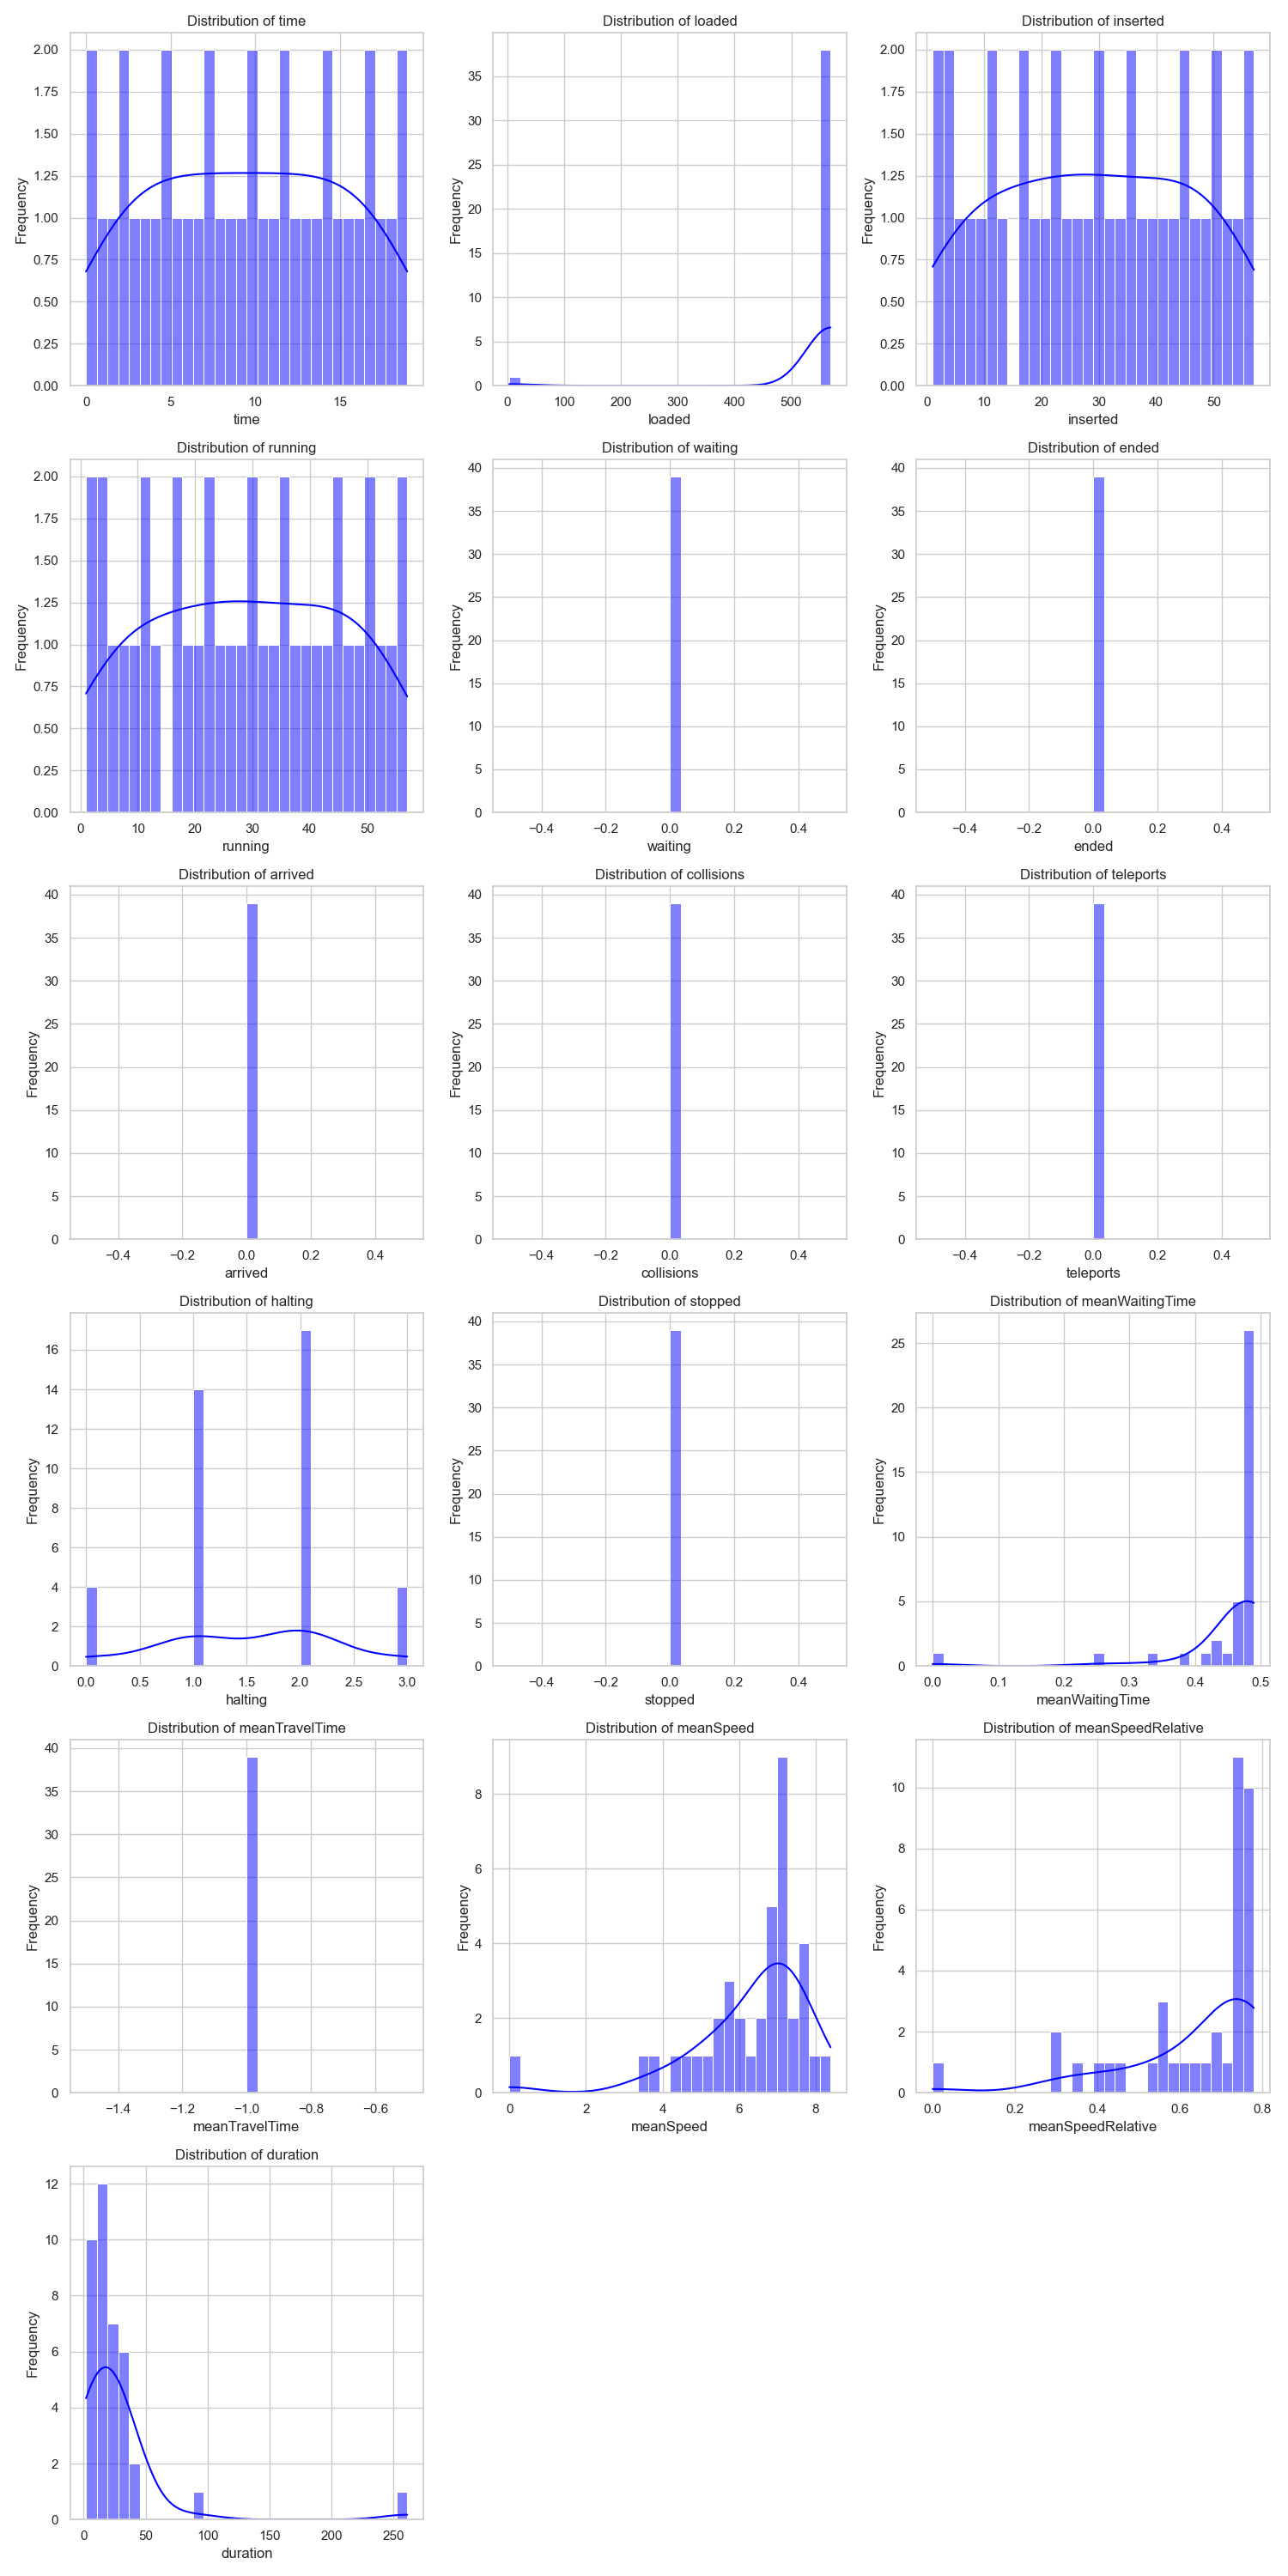 Distribution of time
Frequency
2.00
1.75
1.50
1.25
1.00
0.75
0.50
0.25
0.00
0 5 10 15
time
Distribution of loaded
Frequency
35
30
25
20
15
10
5
0
0 100 200 300 400 500
loaded
Distribution of inserted
Frequency
2.00
1.75
1.50
1.25
1.00
0.75
0.50
0.25
0.00
0 10 20 30 40 50
inserted
Distribution of running
Frequency
2.00
1.75
1.50
1.25
1.00
0.75
0.50
0.25
0.00
0 10 20 30 40 50
running
Distribution of waiting
Frequency
40
35
30
25
20
15
10
5
0
−0.4 −0.2 0.0 0.2 0.4
waiting
Distribution of ended
Frequency
40
35
30
25
20
15
10
5
0
−0.4 −0.2 0.0 0.2 0.4
ended
Distribution of arrived
Frequency
40
35
30
25
20
15
10
5
0
−0.4 −0.2 0.0 0.2 0.4
arrived
Distribution of collisions
Frequency
40
35
30
25
20
15
10
5
0
−0.4 −0.2 0.0 0.2 0.4
collisions
Distribution of teleports
Frequency
40
35
30
25
20
15
10
5
0
−0.4 −0.2 0.0 0.2 0.4
teleports
Distribution of halting
Frequency
16
14
12
10
8
6
4
2
0
0.0 0.5 1.0 1.5 2.0 2.5 3.0
halting
Distribution of stopped
Frequency
40
35
30
25
20
15
10
5
0
−0.4 −0.2 0.0 0.2 0.4
stopped
Distribution of meanWaitingTime
Frequency
25
20
15
10
5
0
0.0 0.1 0.2 0.3 0.4 0.5
meanWaitingTime
Distribution of meanTravelTime
Frequency
40
35
30
25
20
15
10
5
0
−1.4 −1.2 −1.0 −0.8 −0.6
meanTravelTime
Distribution of meanSpeed
Frequency
8
6
4
2
0
0 2 4 6 8
meanSpeed
Distribution of meanSpeedRelative
Frequency
10
8
6
4
2
0
0.0 0.2 0.4 0.6 0.8
meanSpeedRelative
Distribution of duration
Frequency
12
10
8
6
4
2
0
0 50 100 150 200 250
duration